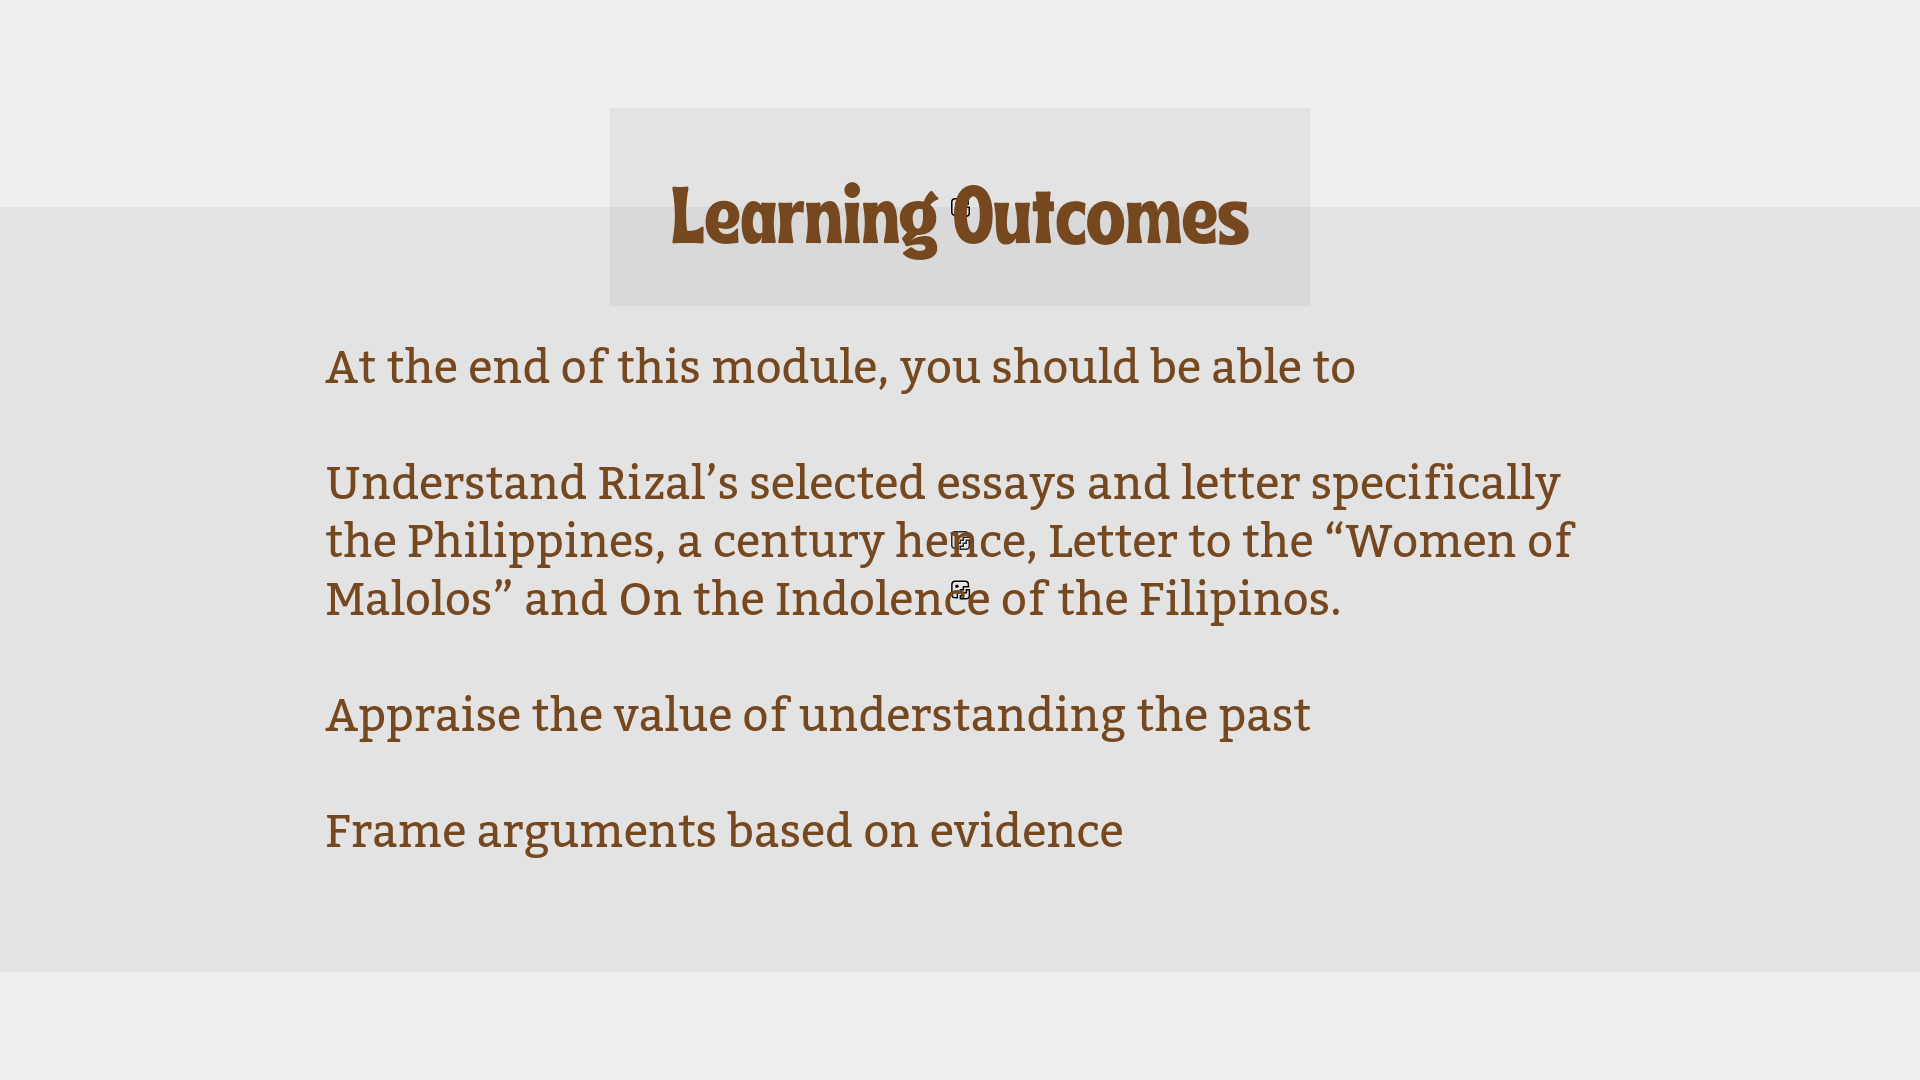 Learning Outcomes
At the end of this module, you should be able to
Understand Rizal’s selected essays and letter specifically
the Philippines, a century hence, Letter to the “Women of
Malolos” and On the Indolence of the Filipinos.
Appraise the value of understanding the past
Frame arguments based on evidence